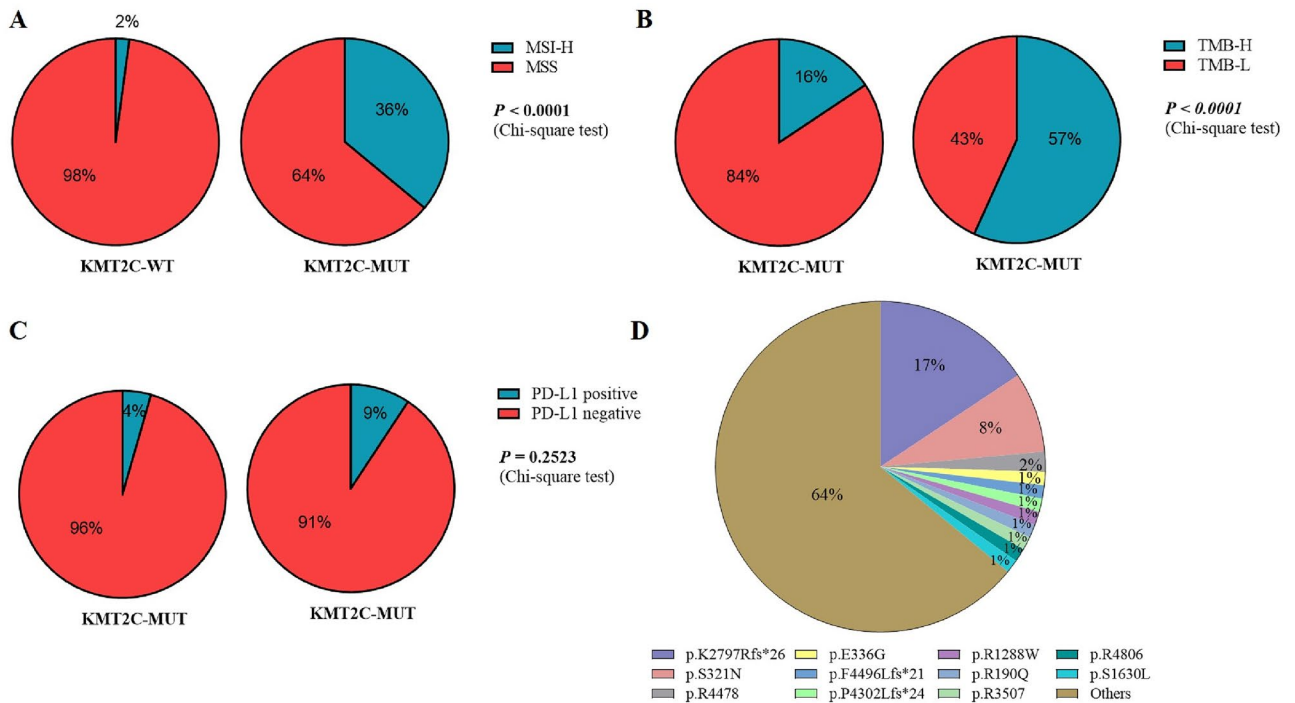 A
2%
98%
KMT2C-WT
36%
64%
KMT2C-MUT
MSI-H
MSS
P < 0.0001
(Chi-square test)
B
16%
84%
KMT2C-MUT
43%
57%
KMT2C-MUT
TMB-H
TMB-L
P < 0.0001
(Chi-square test)
C
4%
96%
KMT2C-MUT
9%
91%
KMT2C-MUT
PD-L1 positive
PD-L1 negative
P = 0.2523
(Chi-square test)
D
17%
8%
2%
1%
1%
1%
1%
1%
1%
1%
1%
64%
p.K2797Rfs*26
p.E336G
p.R1288W
p.R4806
p.S321N
p.F4496Lfs*21
p.R190Q
p.S1630L
p.R4478
p.P4302Lfs*24
p.R3507
Others